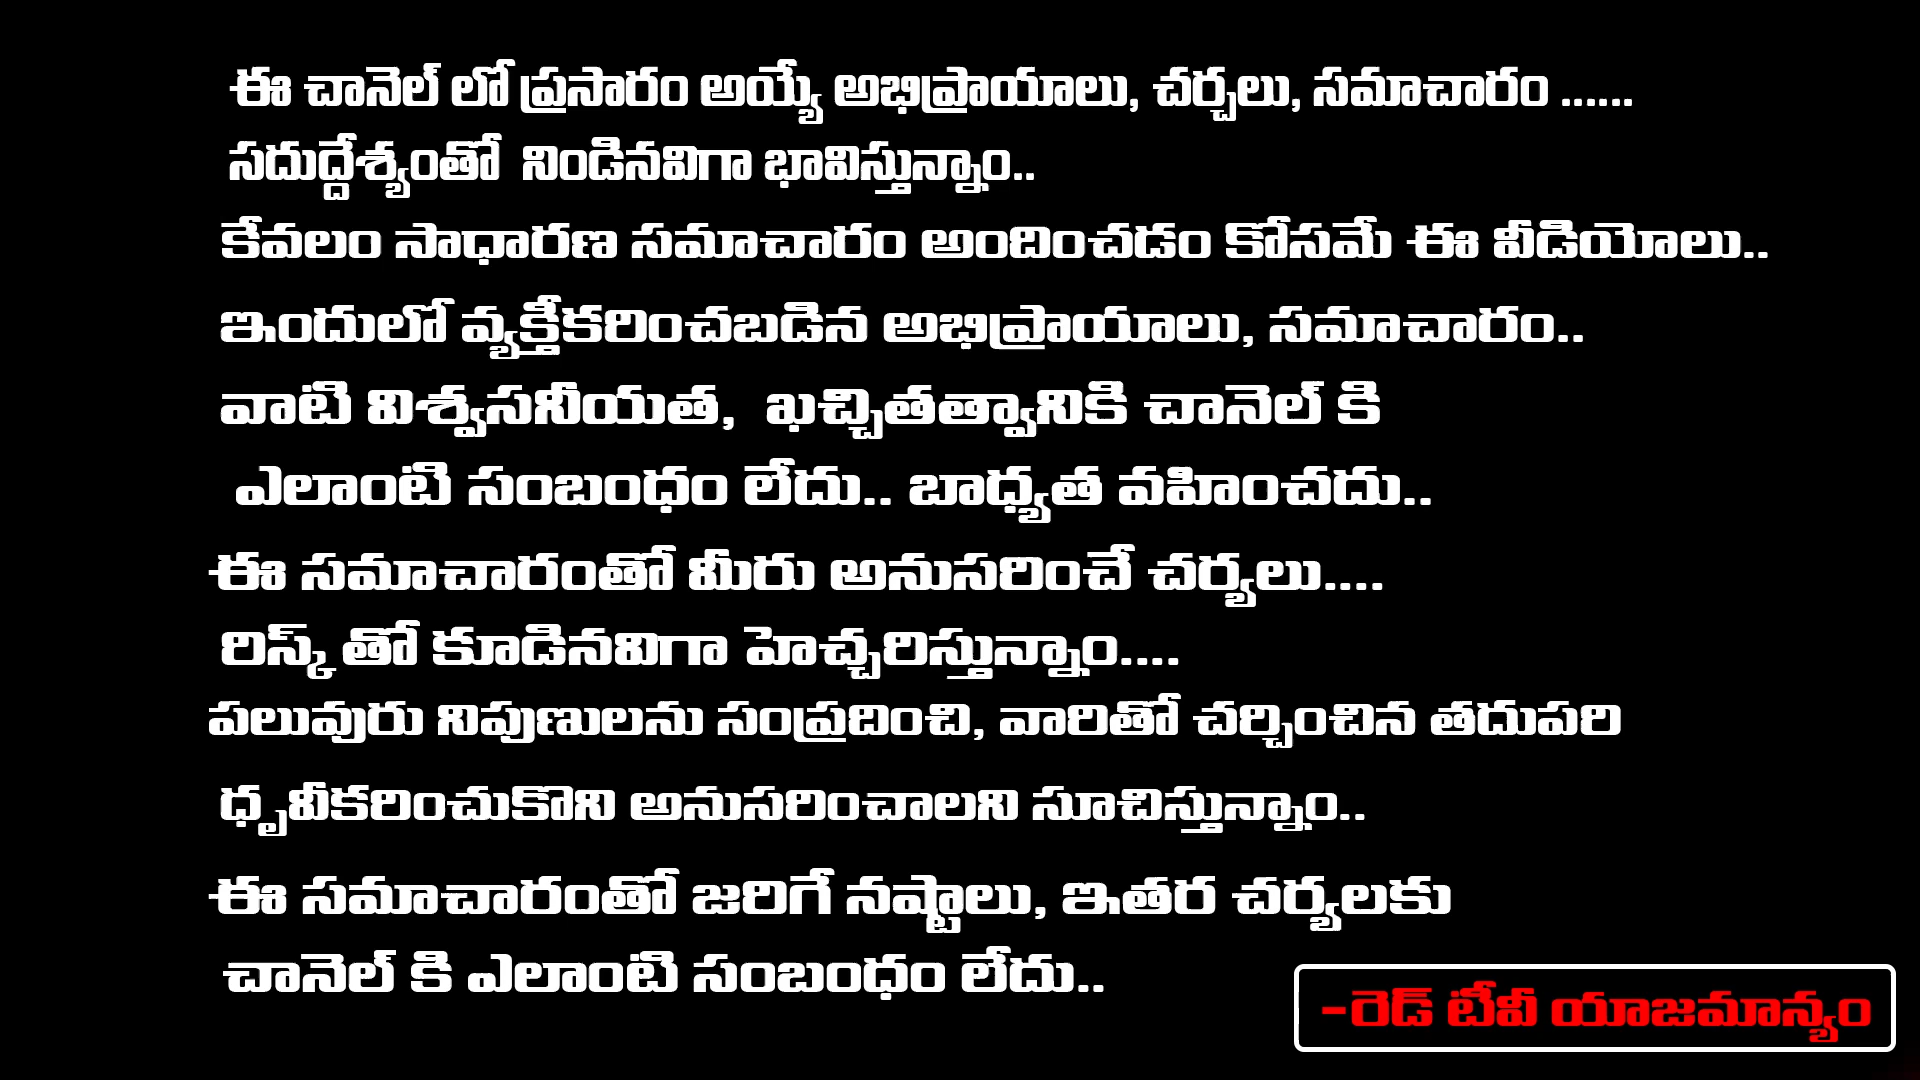 ఈ చానెల్ లో ప్రసారం అయ్యే అభిప్రాయాలు, చర్చలు, సమాచారం ......
సదుద్దేశ్యంతో నిండినవిగా భావిస్తున్నాం..
కేవలం సాధారణ సమాచారం అందించడం కోసమే ఈ వీడియోలు..
ఇందులో వ్యక్తీకరించబడిన అభిప్రాయాలు, సమాచారం..
వాటి విశ్వసనీయత, ఖచ్చితత్వానికి చానెల్ కి
ఎలాంటి సంబంధం లేదు.. బాధ్యత వహించదు..
ఈ సమాచారంతో మీరు అనుసరించే చర్యలు....
రిస్క్ తో కూడినవిగా హెచ్చరిస్తున్నాం....
పలువురు నిపుణులను సంప్రదించి, వారితో చర్చించిన తదుపరి
ధృవీకరించుకొని అనుసరించాలని సూచిస్తున్నాం..
ఈ సమాచారంతో జరిగే నష్టాలు, ఇతర చర్యలకు
చానెల్ కి ఎలాంటి సంబంధం లేదు..
-రెడ్ టీవీ యాజమాన్యం